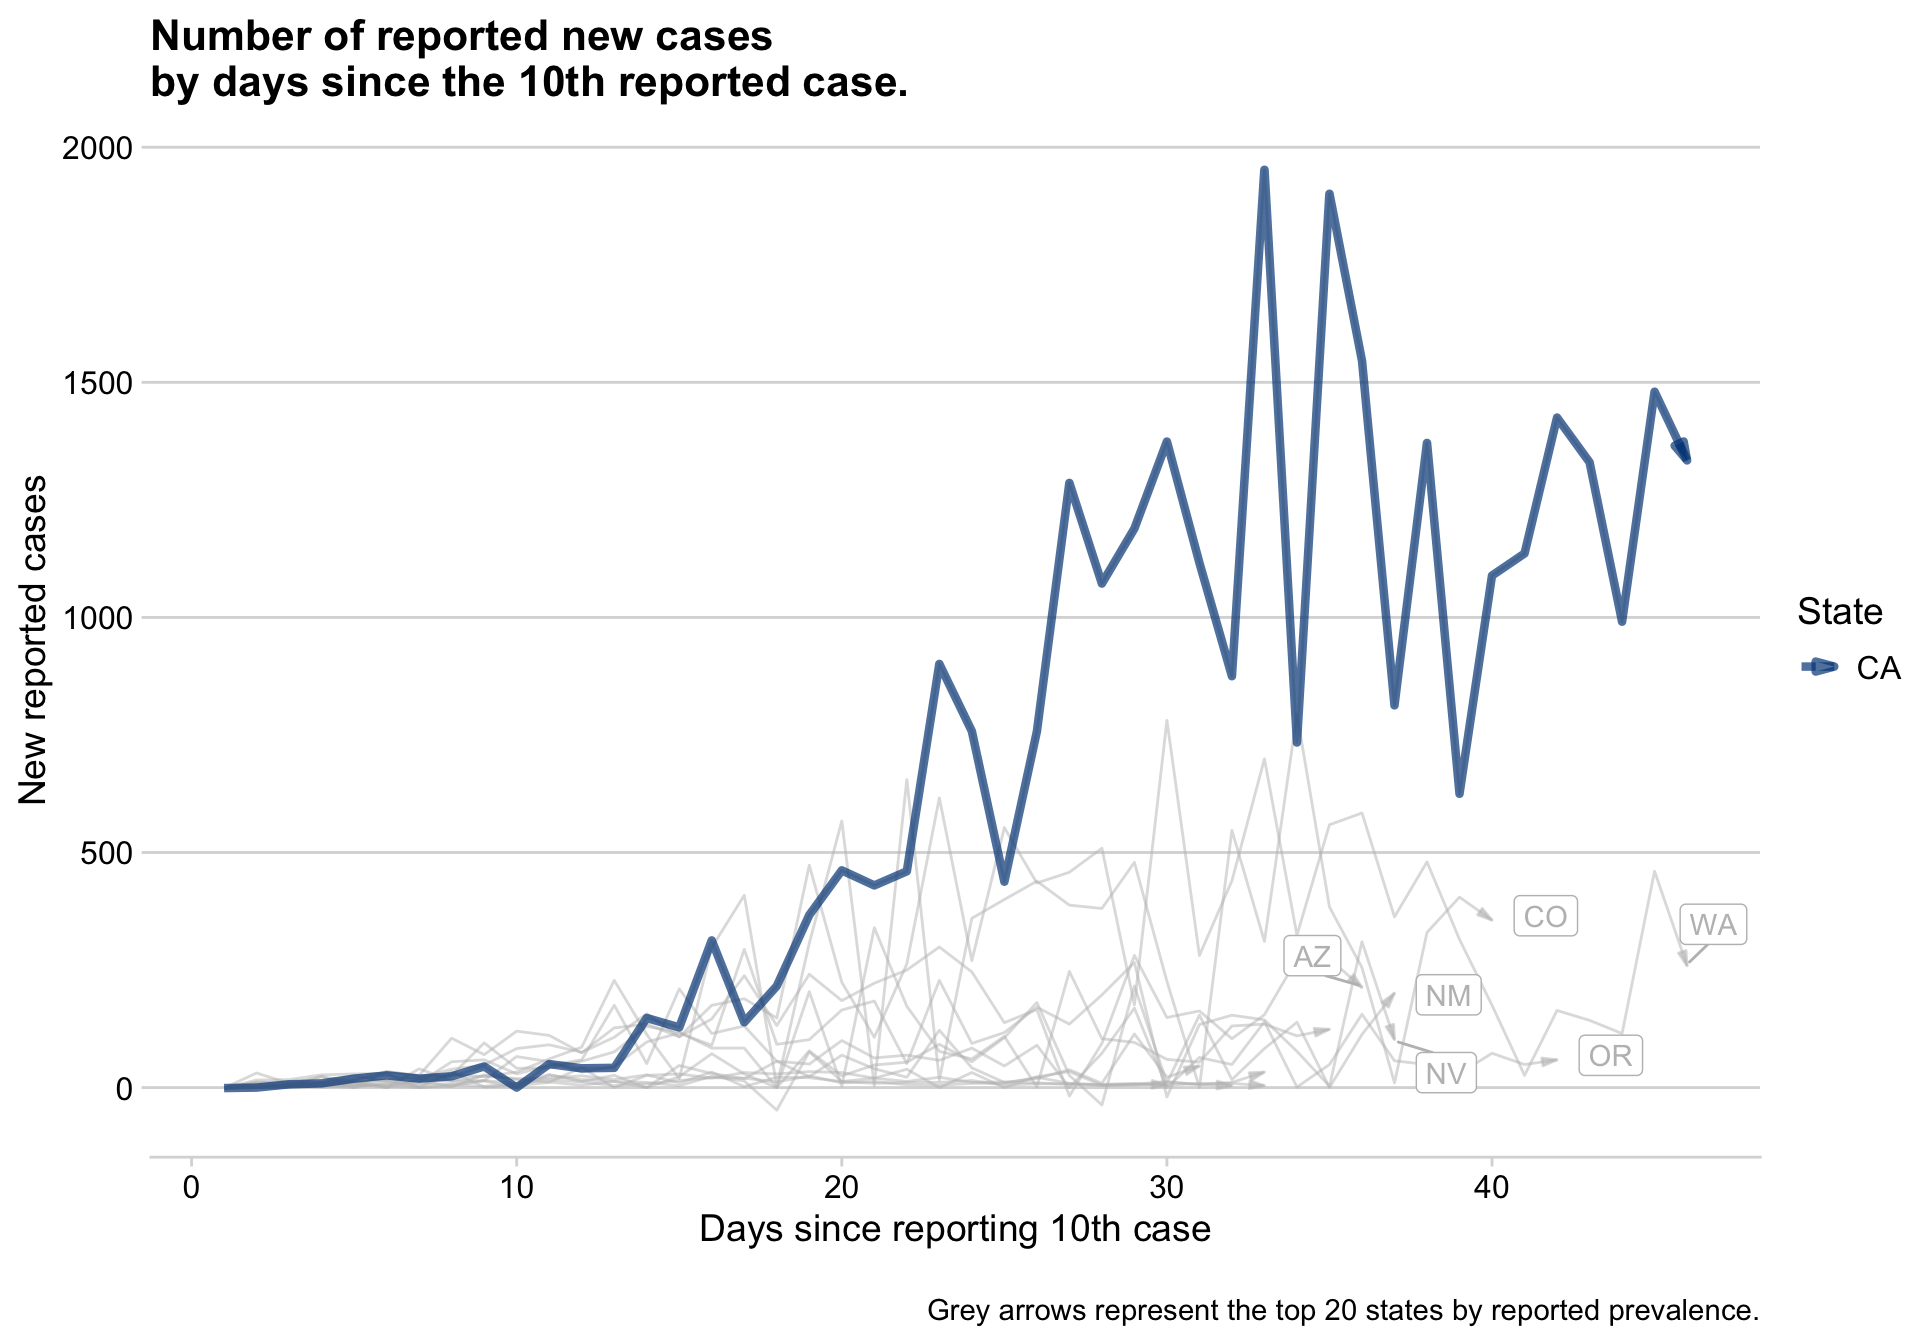 Number of reported new cases
by days since the 10th reported case.
2000
1500
1000
500
0
New reported cases
CO
WA
AZ
NM
OR
NV
State
CA
0 10 20 30 40
Days since reporting 10th case
Grey arrows represent the top 20 states by reported prevalence.